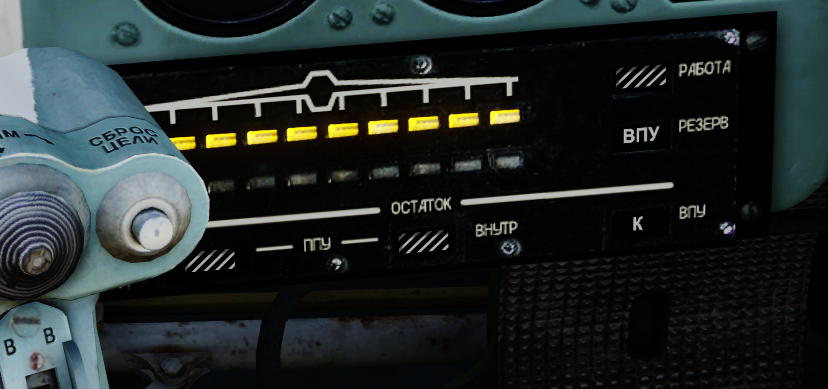 РАБОТА
ВПУ РЕЗЕРВ
СБРОС
ЦЕЛИ
ОСТАТОК
К ВПУ
ППУ ВНУТР
В В